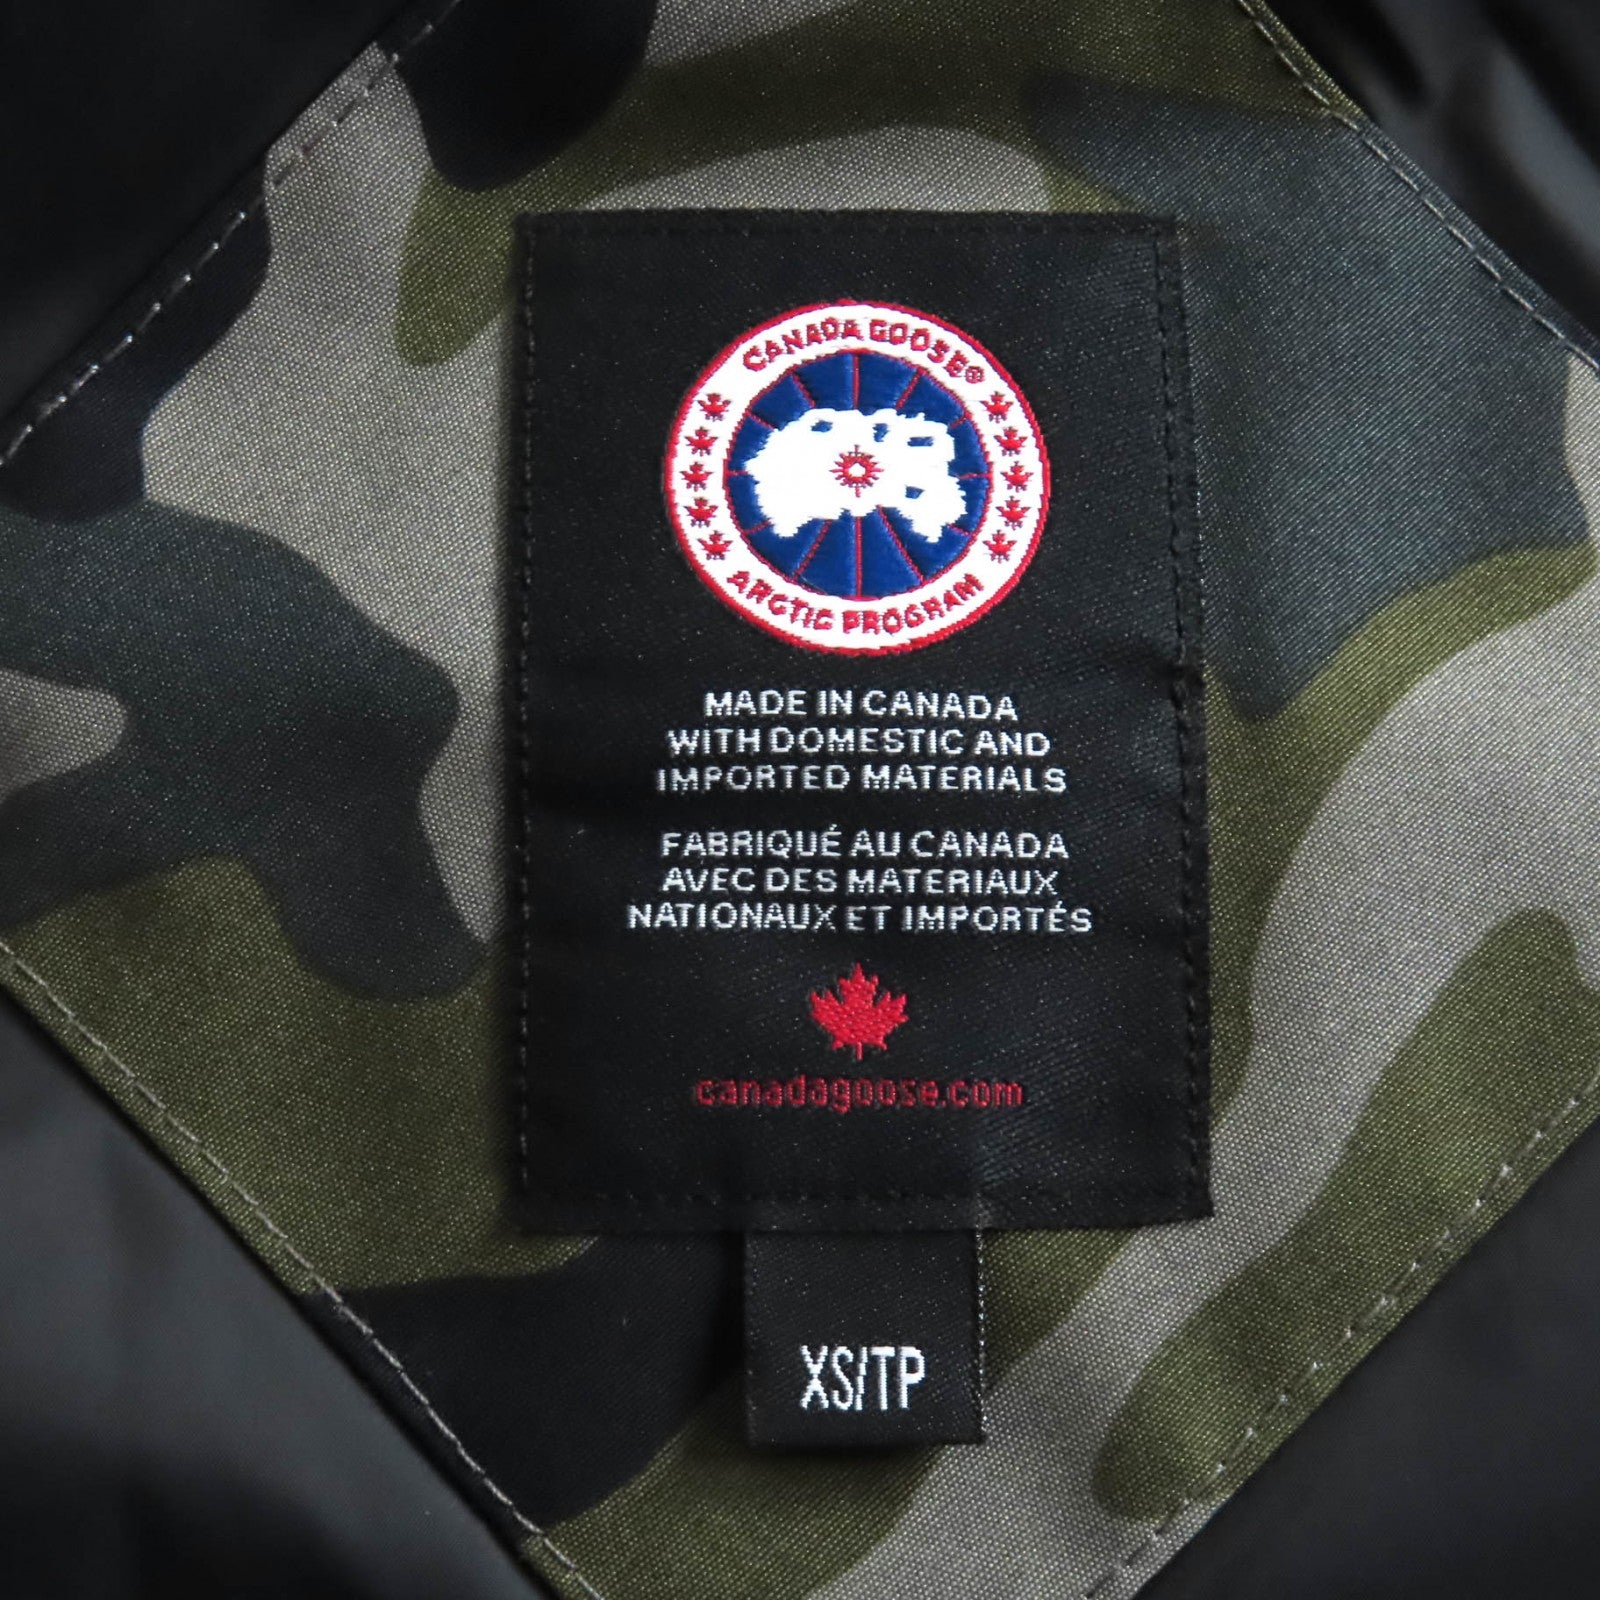 CANADA GOOSE®
ARCTIC PROGRAM
MADE IN CANADA
WITH DOMESTIC AND
IMPORTED MATERIALS
FABRIQUÉ AU CANADA
AVEC DES MATERIAUX
NATIONAUX ET IMPORTÉS
canadagoose.com
XS/TP